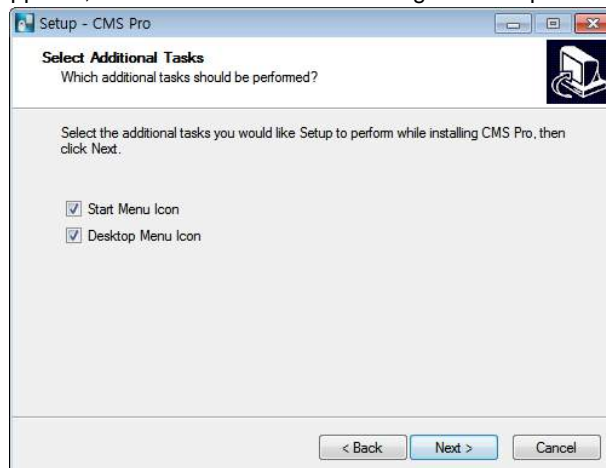 Setup - CMS Pro
Select Additional Tasks
Which additional tasks should be performed?
Select the additional tasks you would like Setup to perform while installing CMS Pro, then
click Next.
Start Menu Icon
Desktop Menu Icon
< Back Next > Cancel